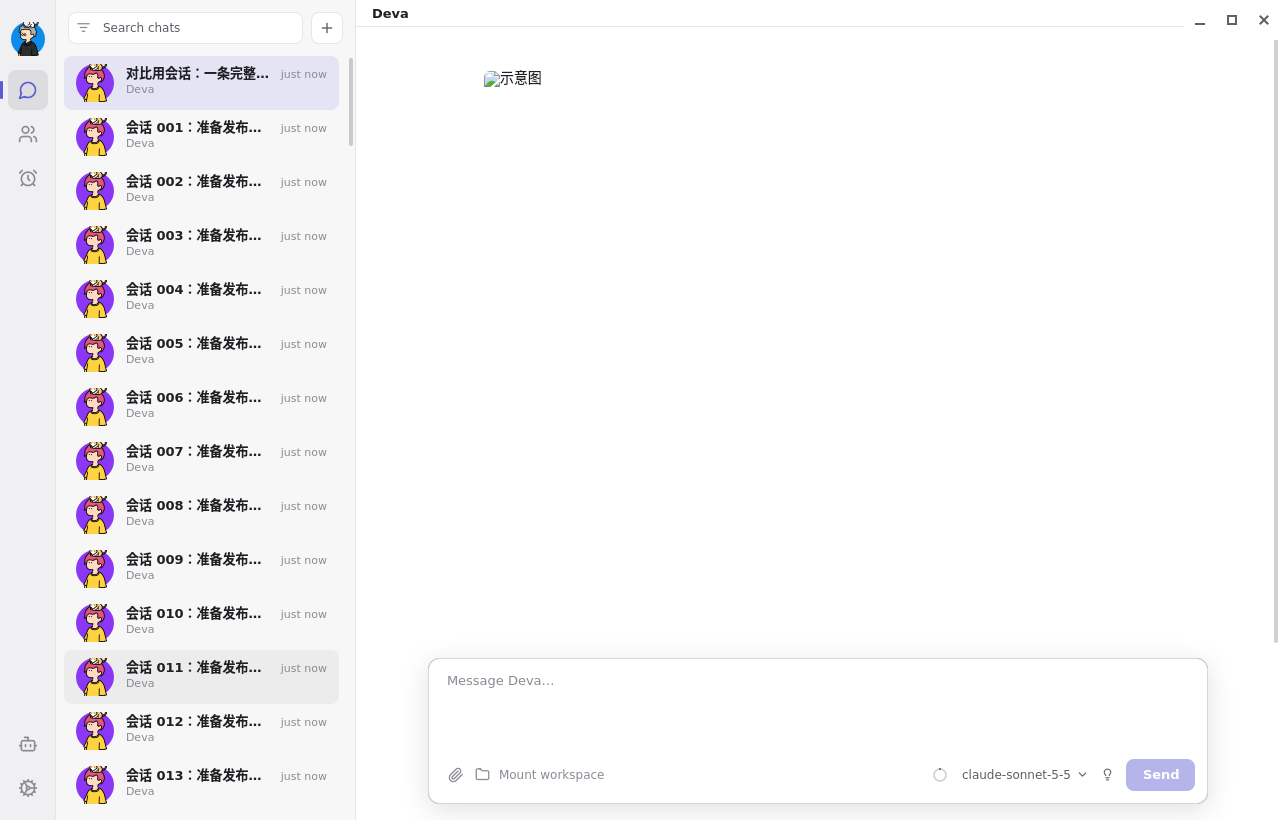 Search chats
对比用会话：一条完整...
just now
Deva
会话 001：准备发布...
just now
Deva
会话 002：准备发布...
just now
Deva
会话 003：准备发布...
just now
Deva
会话 004：准备发布...
just now
Deva
会话 005：准备发布...
just now
Deva
会话 006：准备发布...
just now
Deva
会话 007：准备发布...
just now
Deva
会话 008：准备发布...
just now
Deva
会话 009：准备发布...
just now
Deva
会话 010：准备发布...
just now
Deva
会话 011：准备发布...
just now
Deva
会话 012：准备发布...
just now
Deva
会话 013：准备发布...
just now
Deva
Deva
示意图
Message Deva...
Mount workspace
claude-sonnet-5-5
Send